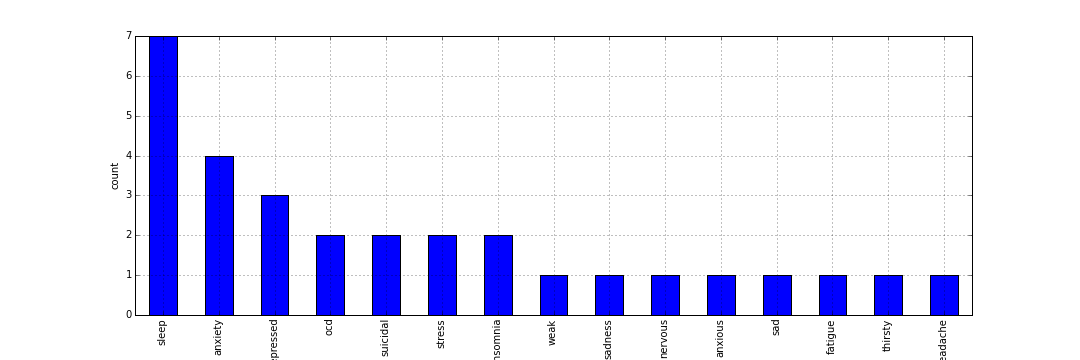 7
6
5
4
3
2
1
0
count
sleep
anxiety
epressed
ocd
suicidal
stress
nsomnia
weak
sadness
nervous
anxious
sad
fatigue
thirsty
eadache